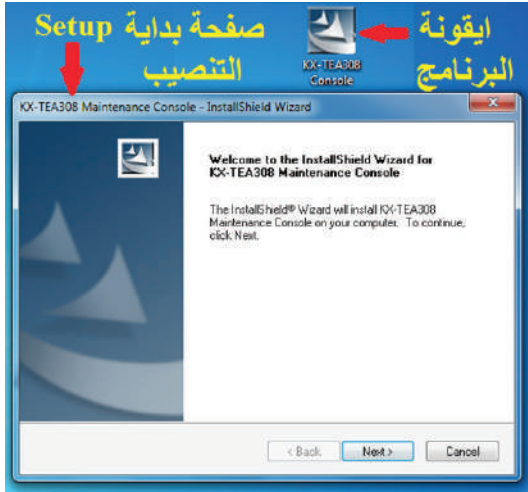 صفحة بداية Setup
التنصيب
ايقونة
البرنامج
KX-TEA308
Console
KX-TEA308 Maintenance Console - InstallShield Wizard
Welcome to the InstallShield Wizard for
KX-TEA308 Maintenance Console
The InstallShield® Wizard will install KX-TEA308
Maintenance Console on your computer. To continue,
click Next.
< Back
Next >
Cancel